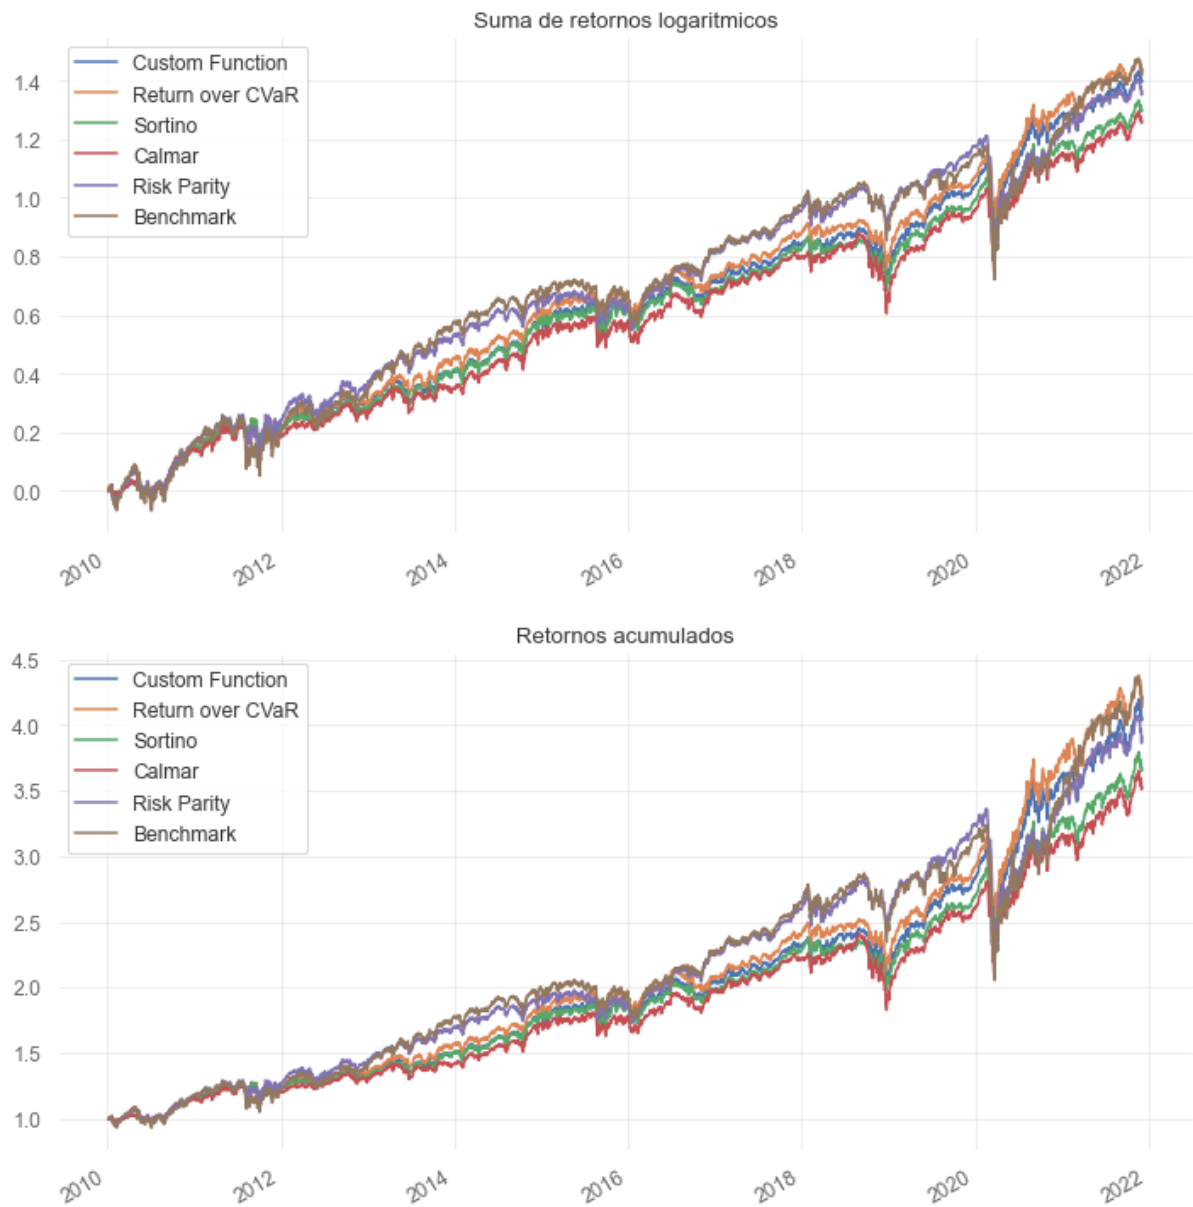 Suma de retornos logaritmicos
Custom Function
Return over CVaR
Sortino
Calmar
Risk Parity
Benchmark
1.4
1.2
1.0
0.8
0.6
0.4
0.2
0.0
2010 2012 2014 2016 2018 2020 2022
Retornos acumulados
Custom Function
Return over CVaR
Sortino
Calmar
Risk Parity
Benchmark
4.5
4.0
3.5
3.0
2.5
2.0
1.5
1.0
2010 2012 2014 2016 2018 2020 2022